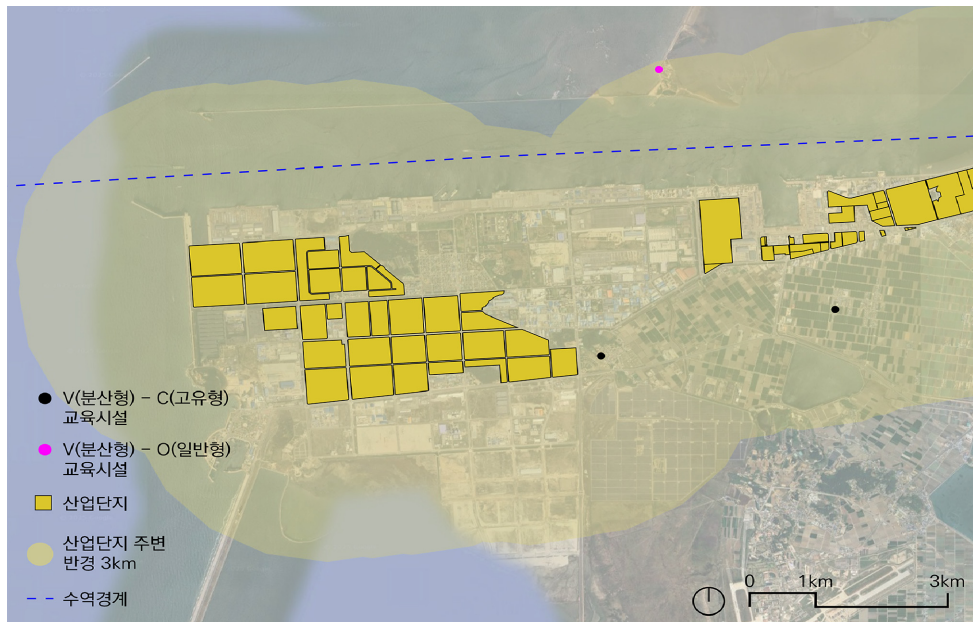 V(분산형) - C(고유형)
교육시설
V(분산형) - O(일반형)
교육시설
산업단지
산업단지 주변
반경 3km
수역경계
0 1km 3km